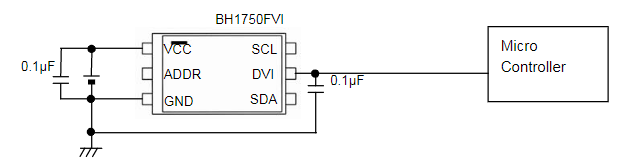 BH1750FVI
VCC
SCL
0.1µF
ADDR
DVI
0.1µF
GND
SDA
Micro
Controller